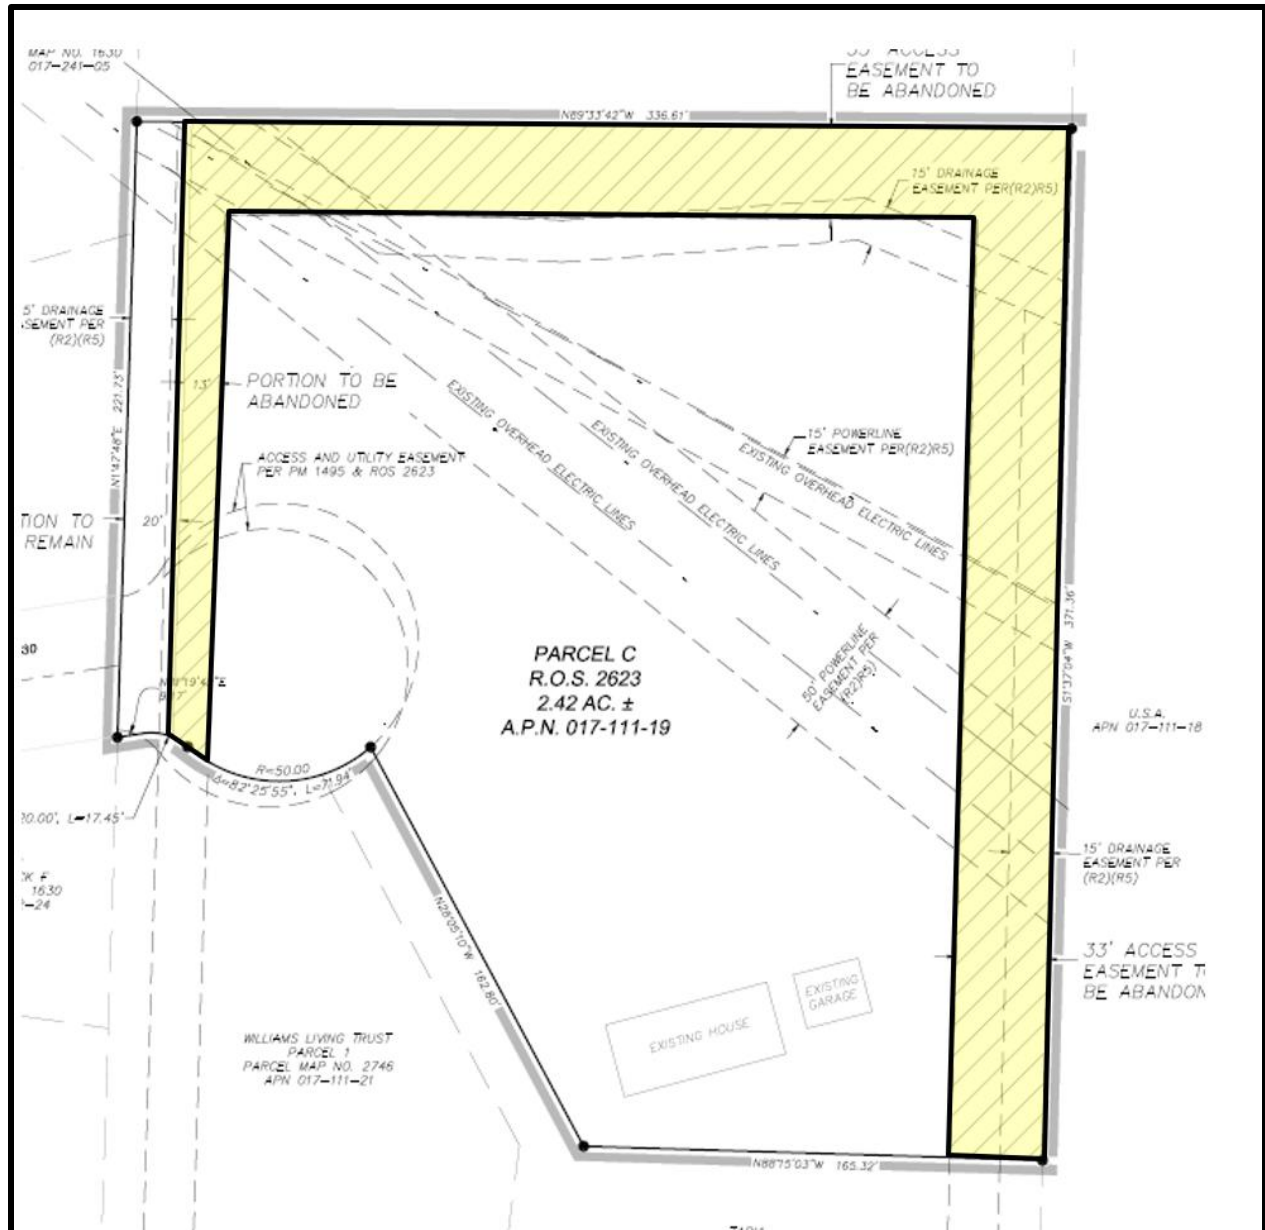 MAP NO. 1630
017-241-05
33' ACCESS
EASEMENT TO
BE ABANDONED
N89°33'42"W 336.61'
15' DRAINAGE
EASEMENT PER(R2)R5)
5' DRAINAGE
ASEMENT PER
(R2)(R5)
13'
PORTION TO BE
ABANDONED
N1°47'48"E 221.73'
ACCESS AND UTILITY EASEMENT
PER PM 1495 & ROS 2623
EXISTING OVERHEAD ELECTRIC LINES
EXISTING OVERHEAD ELECTRIC LINES
EXISTING OVERHEAD ELECTRIC LINES
15' POWERLINE
EASEMENT PER(R2)R5)
TION TO
REMAIN
20'
50' POWERLINE
EASEMENT PER
(R2)R5)
S1°37'04"W 371.36'
30
PARCEL C
R.O.S. 2623
2.42 AC. ±
A.P.N. 017-111-19
U.S.A.
APN 017-111-18
R=50.00
Δ=82°25'55", L=71.94'
20.00', L=17.45'
15' DRAINAGE
EASEMENT PER
(R2)(R5)
1630
-24
N28°05'10"W 162.80'
33' ACCESS
EASEMENT T
BE ABANDON
EXISTING
GARAGE
EXISTING HOUSE
WILLIAMS LIVING TRUST
PARCEL 1
PARCEL MAP NO. 2746
APN 017-111-21
N88°15'03"W 165.32'